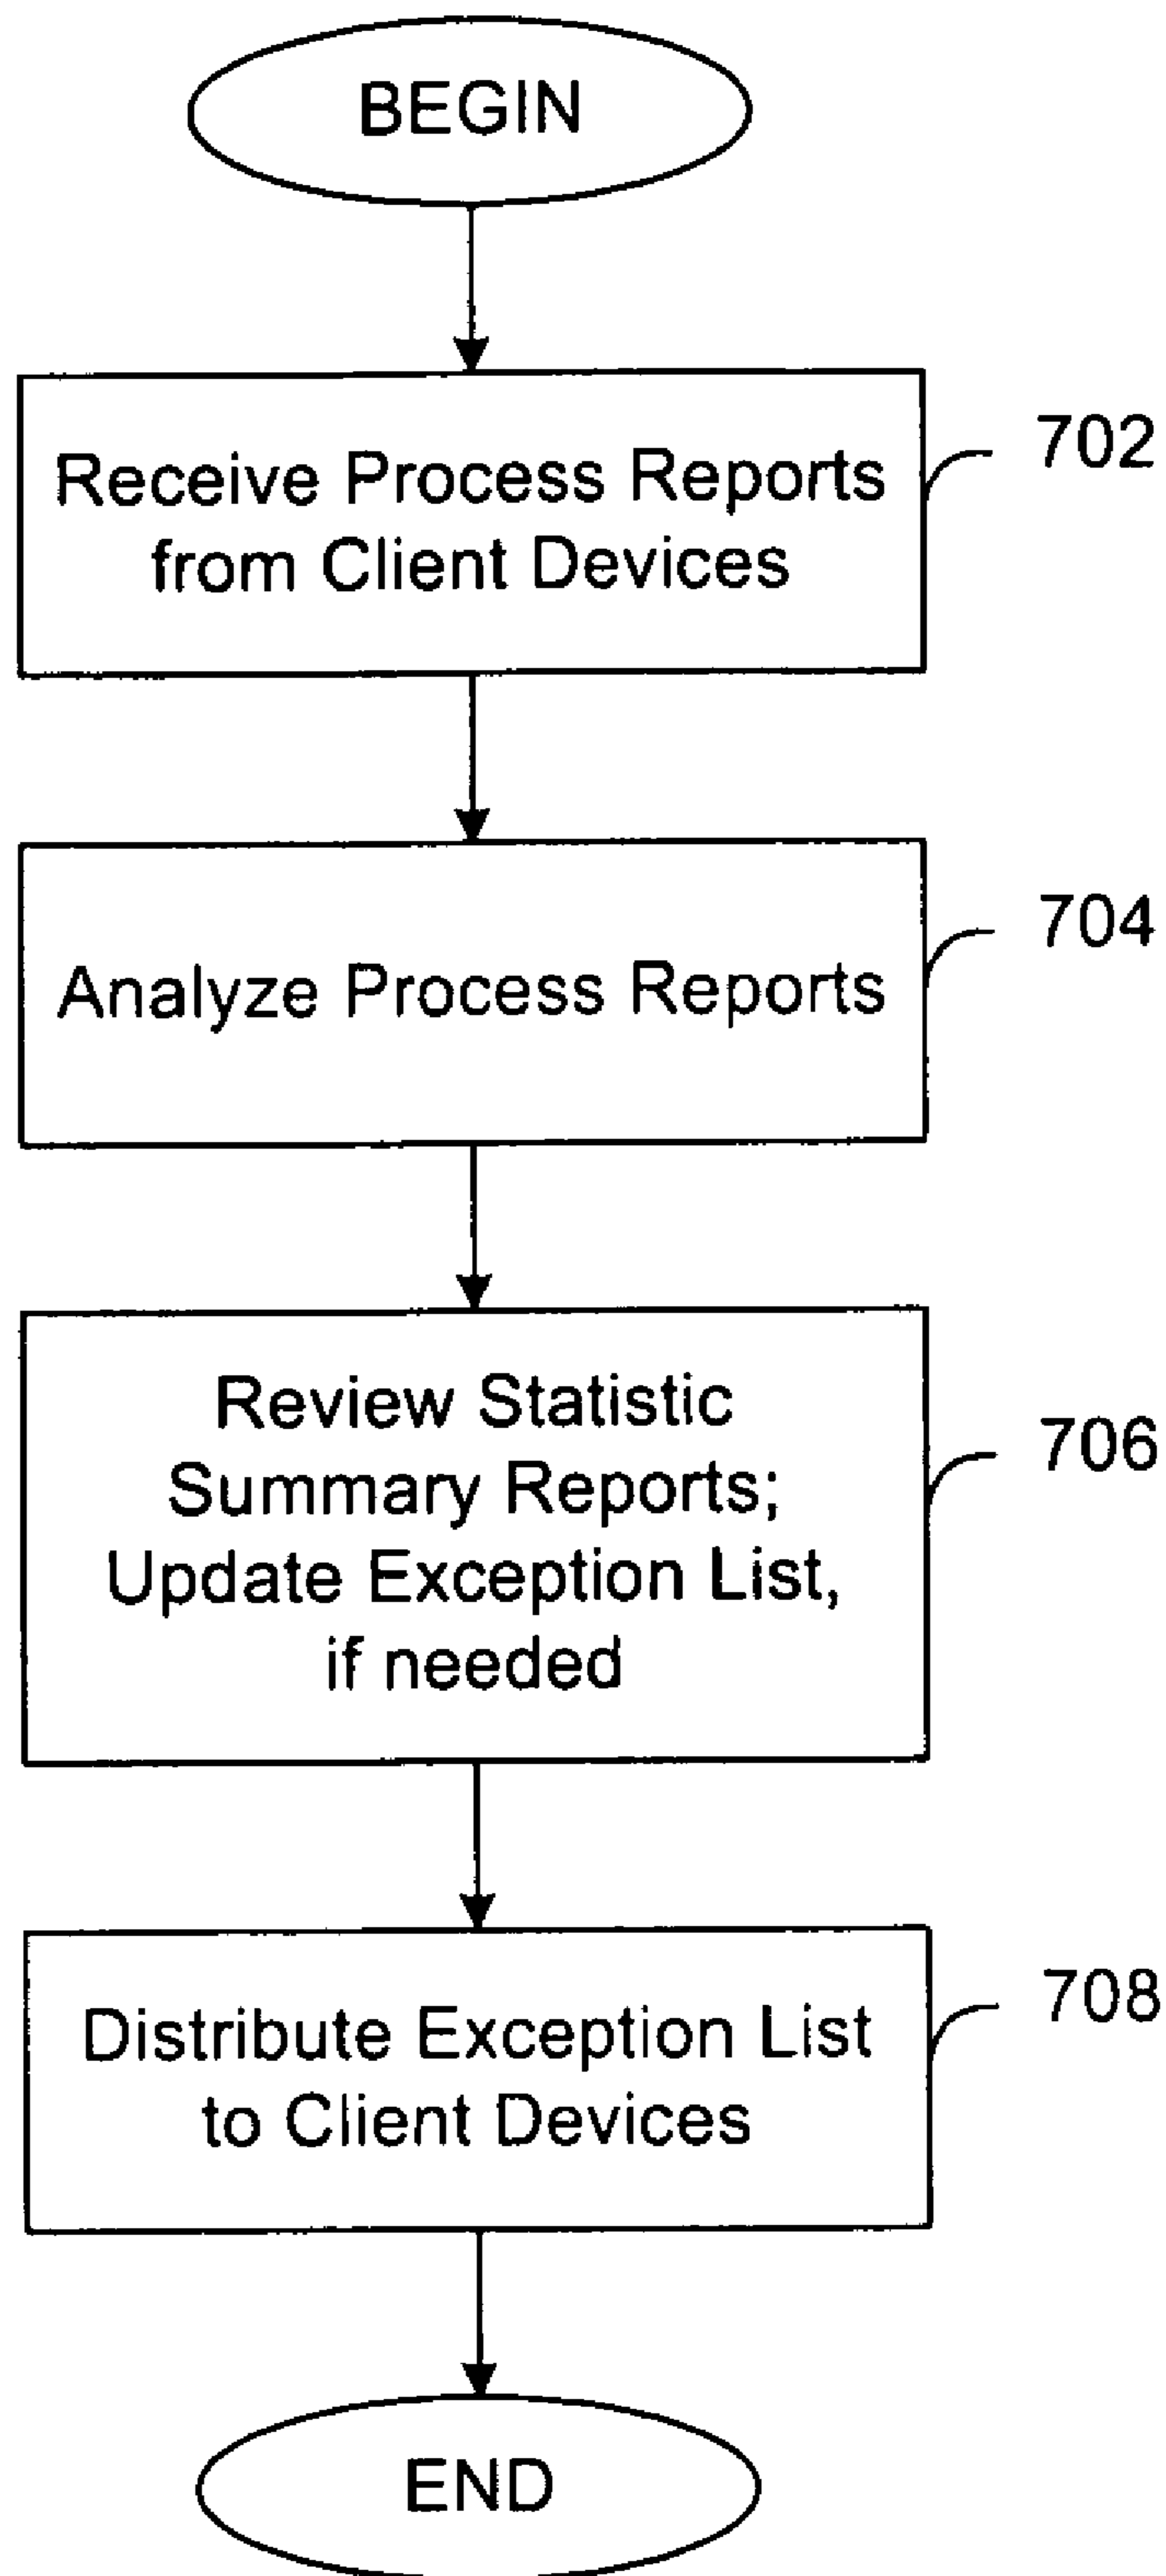 BEGIN
Receive Process Reports
from Client Devices
702
Analyze Process Reports
704
Review Statistic
Summary Reports;
Update Exception List,
if needed
706
Distribute Exception List
to Client Devices
708
END